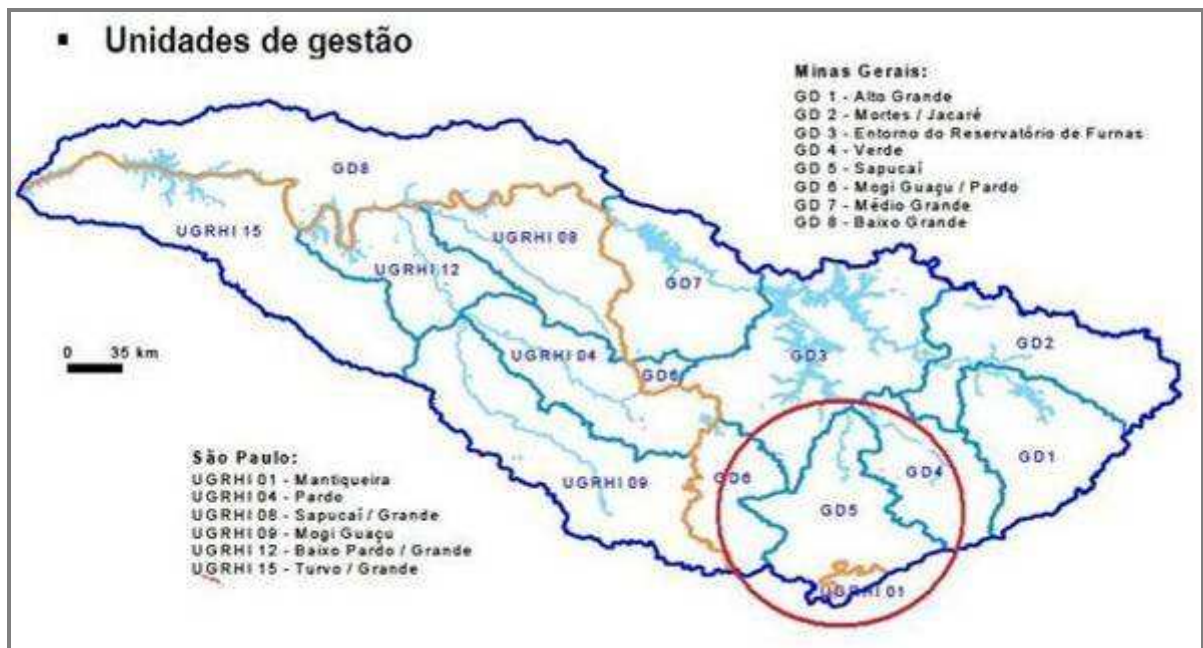 ▪ Unidades de gestão
Minas Gerais:
GD 1 - Alto Grande
GD 2 - Mortes / Jacaré
GD 3 - Entorno do Reservatório de Furnas
GD 4 - Verde
GD 5 - Sapucaí
GD 6 - Mogi Guaçu / Pardo
GD 7 - Médio Grande
GD 8 - Baixo Grande
GD8
UGRHI 15
UGRHI 08
UGRHI 12
GD7
0 35 km
UGRHI 04
GD6
GD3
GD2
São Paulo:
UGRHI 01 - Mantiqueira
UGRHI 04 - Pardo
UGRHI 08 - Sapucaí / Grande
UGRHI 09 - Mogi Guaçu
UGRHI 12 - Baixo Pardo / Grande
UGRHI 15 - Turvo / Grande
UGRHI 09
GD6
GD4
GD1
GD5
UGRHI 01